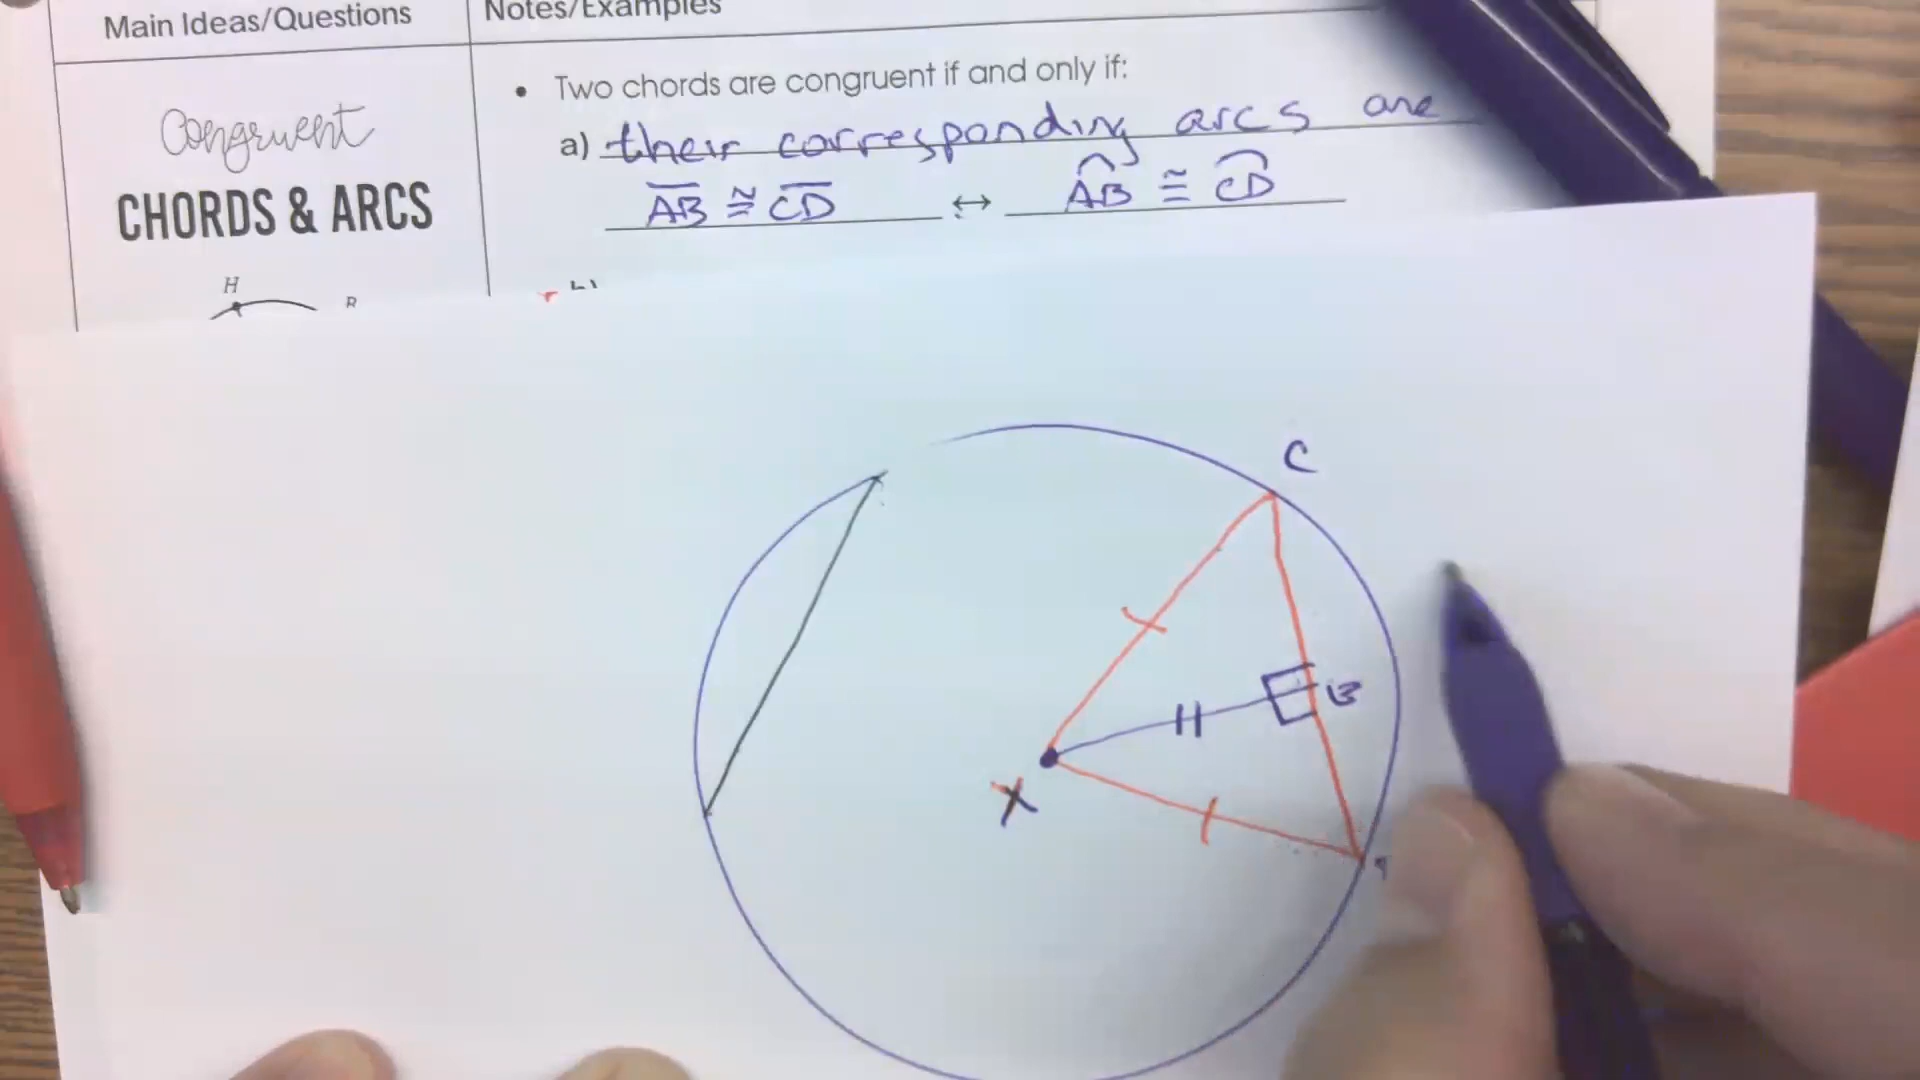 Main Ideas/Questions
Notes/Examples
Congruent
CHORDS & ARCS
• Two chords are congruent if and only if:
a) their corresponding arcs are
AB ≅ CD ↔ AB ≅ CD
H
R
C
B
X